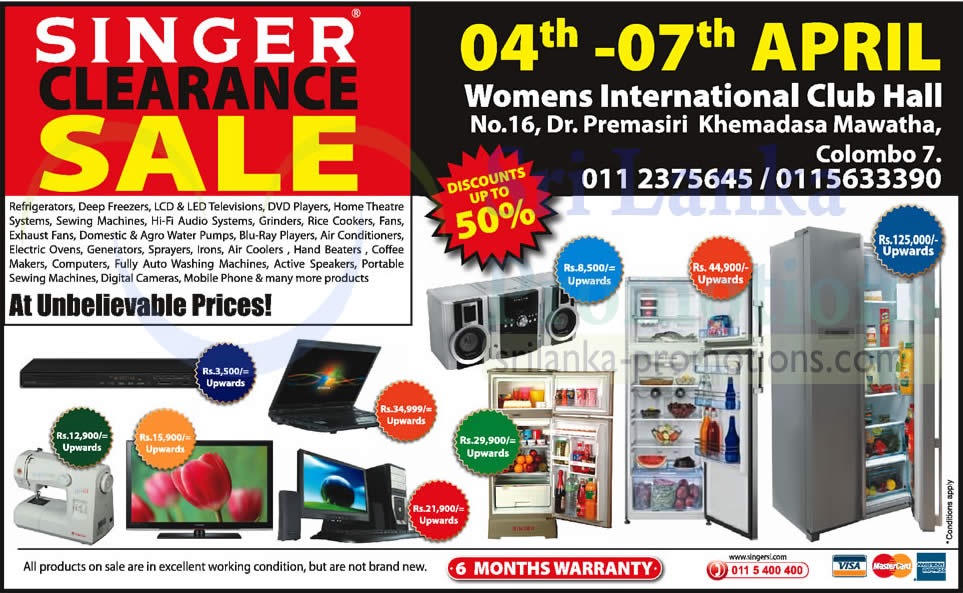 SINGER®
CLEARANCE
SALE
04th -07th APRIL
Womens International Club Hall
No.16, Dr. Premasiri Khemadasa Mawatha,
Colombo 7.
011 2375645 / 0115633390
DISCOUNTS
UP TO
50%
Refrigerators, Deep Freezers, LCD & LED Televisions, DVD Players, Home Theatre
Systems, Sewing Machines, Hi-Fi Audio Systems, Grinders, Rice Cookers, Fans,
Exhaust Fans, Domestic & Agro Water Pumps, Blu-Ray Players, Air Conditioners,
Electric Ovens, Generators, Sprayers, Irons, Air Coolers , Hand Beaters , Coffee
Makers, Computers, Fully Auto Washing Machines, Active Speakers, Portable
Sewing Machines, Digital Cameras, Mobile Phone & many more products
At Unbelievable Prices!
Rs.8,500/=
Upwards
Rs. 44,900/-
Upwards
Rs.125,000/-
Upwards
Sri Lanka
Promotions
srilanka-promotions.com
Rs.3,500/=
Upwards
Rs.34,999/=
Upwards
Rs.12,900/=
Upwards
Rs.15,900/=
Upwards
Rs.29,900/=
Upwards
Rs.21,900/=
Upwards
SINGER
*Conditions apply
All products on sale are in excellent working condition, but are not brand new.
6 MONTHS WARRANTY
www.singersl.com
011 5 400 400
VISA
MasterCard
AMERICAN EXPRESS